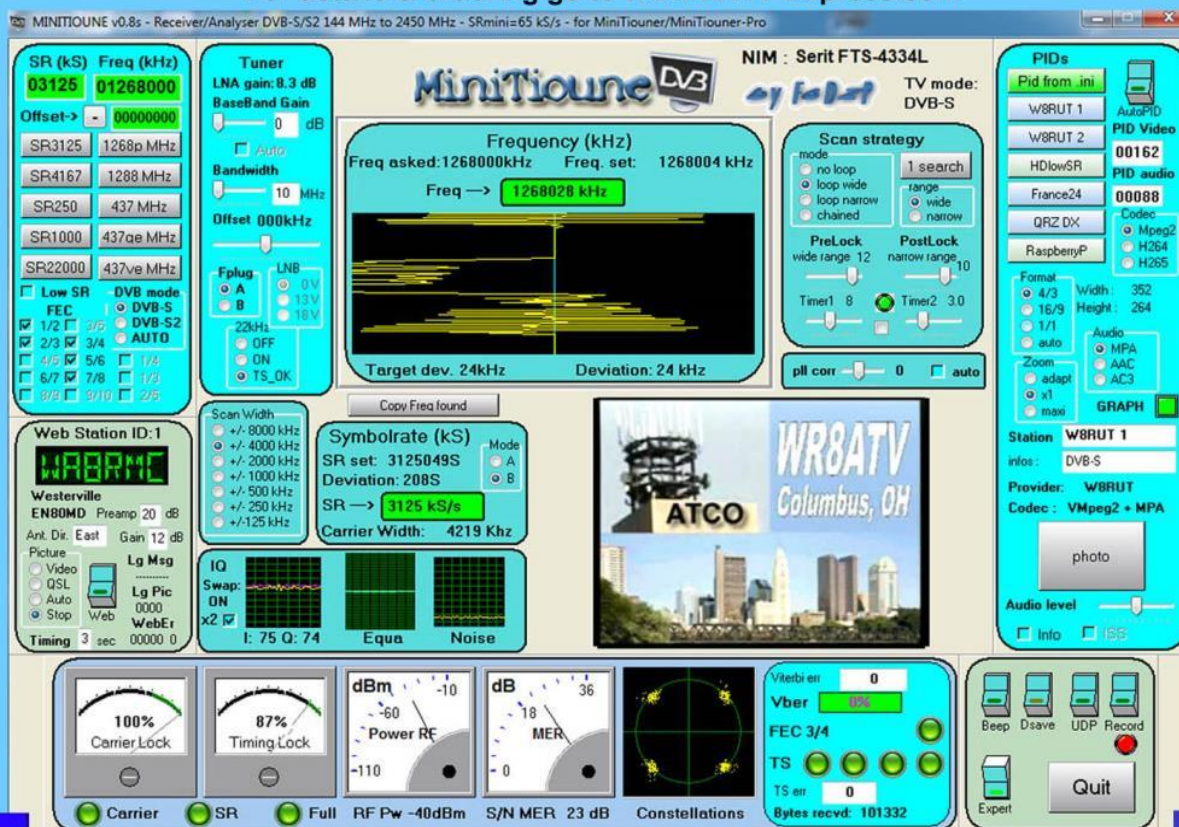 MINITIOUNE v0.8s - Receiver/Analyser DVB-S/S2 144 MHz to 2450 MHz - SRmini=65 kS/s - for MiniTiouner/MiniTiouner-Pro
SR (kS) Freq (kHz)
03125 01268000
Offset-> - 00000000
SR3125 1268p MHz
SR4167 1288 MHz
SR250 437 MHz
SR1000 437qe MHz
SR22000 437ve MHz
Low SR
FEC
1/2 3/5
2/3 3/4
4/5 5/6 1/4
6/7 7/8 1/3
8/9 9/10 2/5
DVB mode
DVB-S
DVB-S2
AUTO
Tuner
LNA gain: 8.3 dB
BaseBand Gain
0 dB
Auto
Bandwidth
10 MHz
Offset 000kHz
Fplug
A
B
LNB
0V
13V
18V
22kHz
OFF
ON
TS_OK
MiniTioune DVB
NIM : Serit FTS-4334L
TV mode:
DVB-S
Frequency (kHz)
Freq asked:1268000kHz Freq. set: 1268004 kHz
Freq —> 1268028 kHz
Target dev. 24kHz Deviation: 24 kHz
Scan strategy
mode
no loop
loop wide
loop narrow
chained
1 search
range
wide
narrow
PreLock PostLock
wide range 12 narrow range 10
Timer1 8 Timer2 3.0
pll corr 0 auto
PIDs
Pid from .ini
W8RUT 1
W8RUT 2
HDlowSR
France24
QRZ DX
RaspberryP
AutoPID
PID Video
00162
PID audio
00088
Codec
Mpeg2
H264
H265
Format
4/3
16/9
1/1
auto
Width : 352
Height : 264
Audio
MPA
AAC
AC3
Zoom
adapt
x1
maxi
GRAPH
Station W8RUT 1
infos : DVB-S
Provider: W8RUT
Codec : VMpeg2 + MPA
photo
Audio level
Info ISS
Web Station ID:1
WA8RMC
Westerville
EN80MD Preamp 20 dB
Ant. Dir. East Gain 12 dB
Picture
Video
QSL
Auto
Stop
Web
Lg Msg
Lg Pic
0000
WebEr
00000 0
Timing 3 sec
Scan Width
+/- 8000 kHz
+/- 4000 kHz
+/- 2000 kHz
+/- 1000 kHz
+/- 500 kHz
+/- 250 kHz
+/-125 kHz
Copy Freq found
Symbolrate (kS)
SR set: 3125049S
Deviation: 208S
SR —> 3125 kS/s
Carrier Width: 4219 Khz
Mode
A
B
IQ
Swap:
ON
x2
I: 75 Q: 74 Equa Noise
WR8ATV
Columbus, OH
ATCO
100%
Carrier Lock
87%
Timing Lock
Carrier SR Full
dBm -10
-60
Power RF
-110
RF Pw -40dBm
dB 36
18
MER
0
S/N MER 23 dB
Constellations
Viterbi err 0
Vber 0%
FEC 3/4
TS
TS err 0
Bytes recvd: 101332
Beep Dsave UDP Record
Expert
Quit